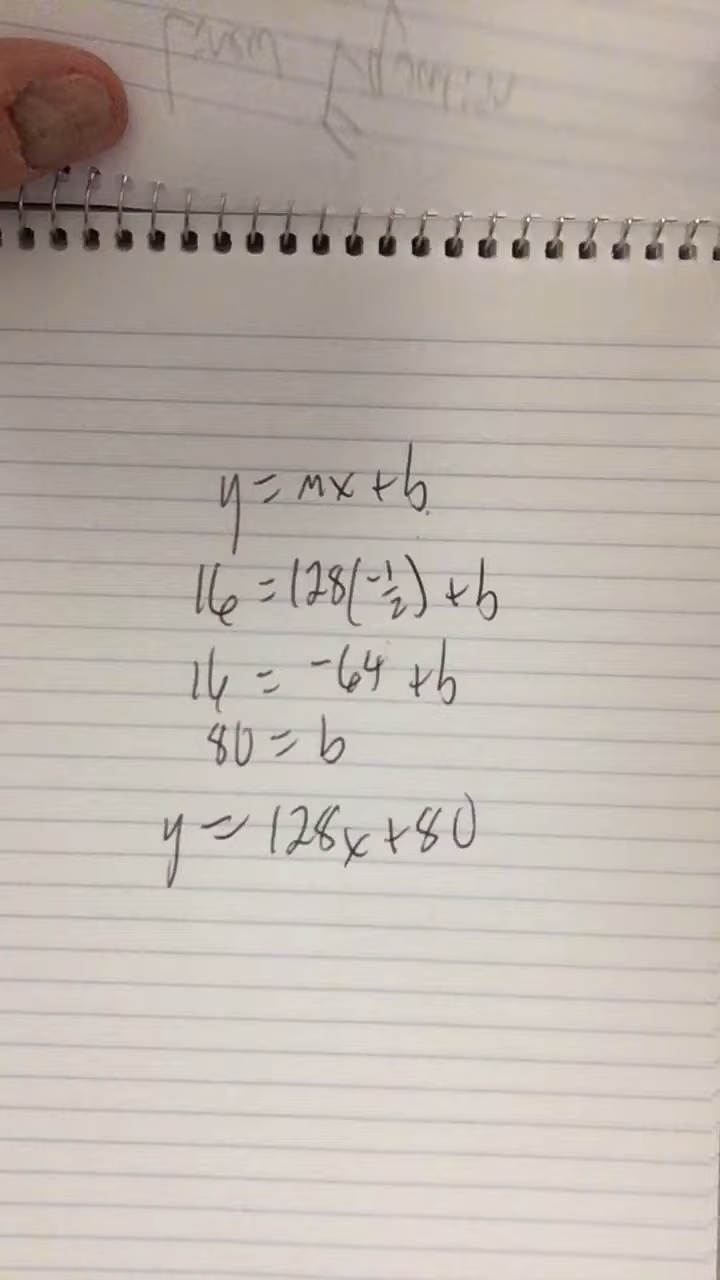 y = mx + b
16 = 128(-1/2) + b
16 = -64 + b
80 = b
y = 128x + 80